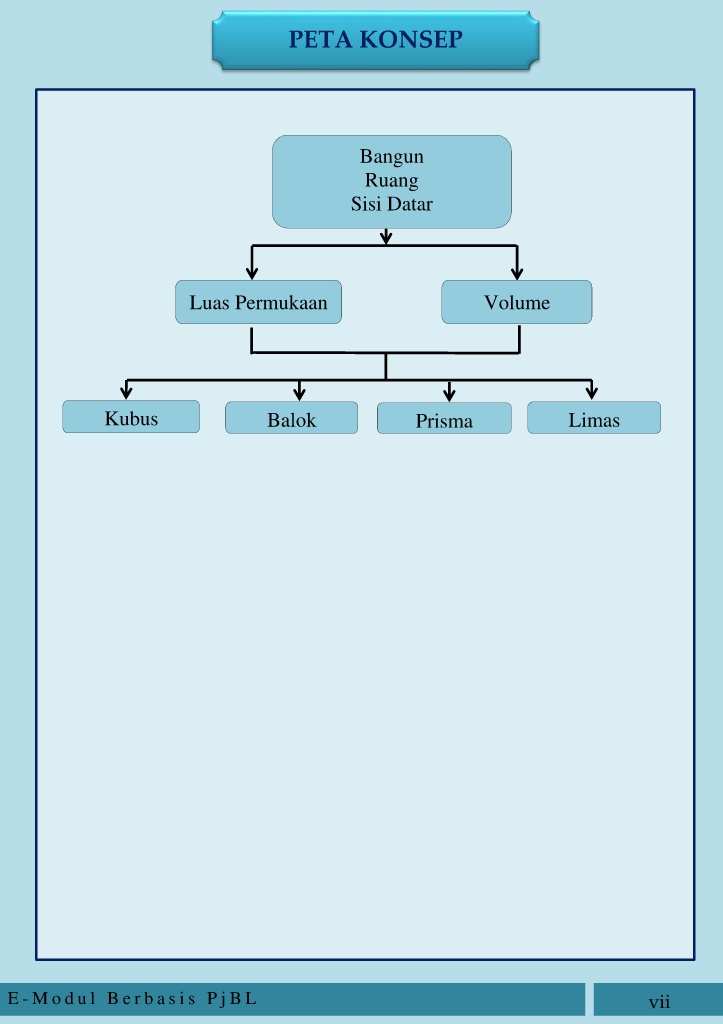 PETA KONSEP
Bangun
Ruang
Sisi Datar
Luas Permukaan
Volume
Kubus
Balok
Prisma
Limas
E-Modul Berbasis PjBL
vii